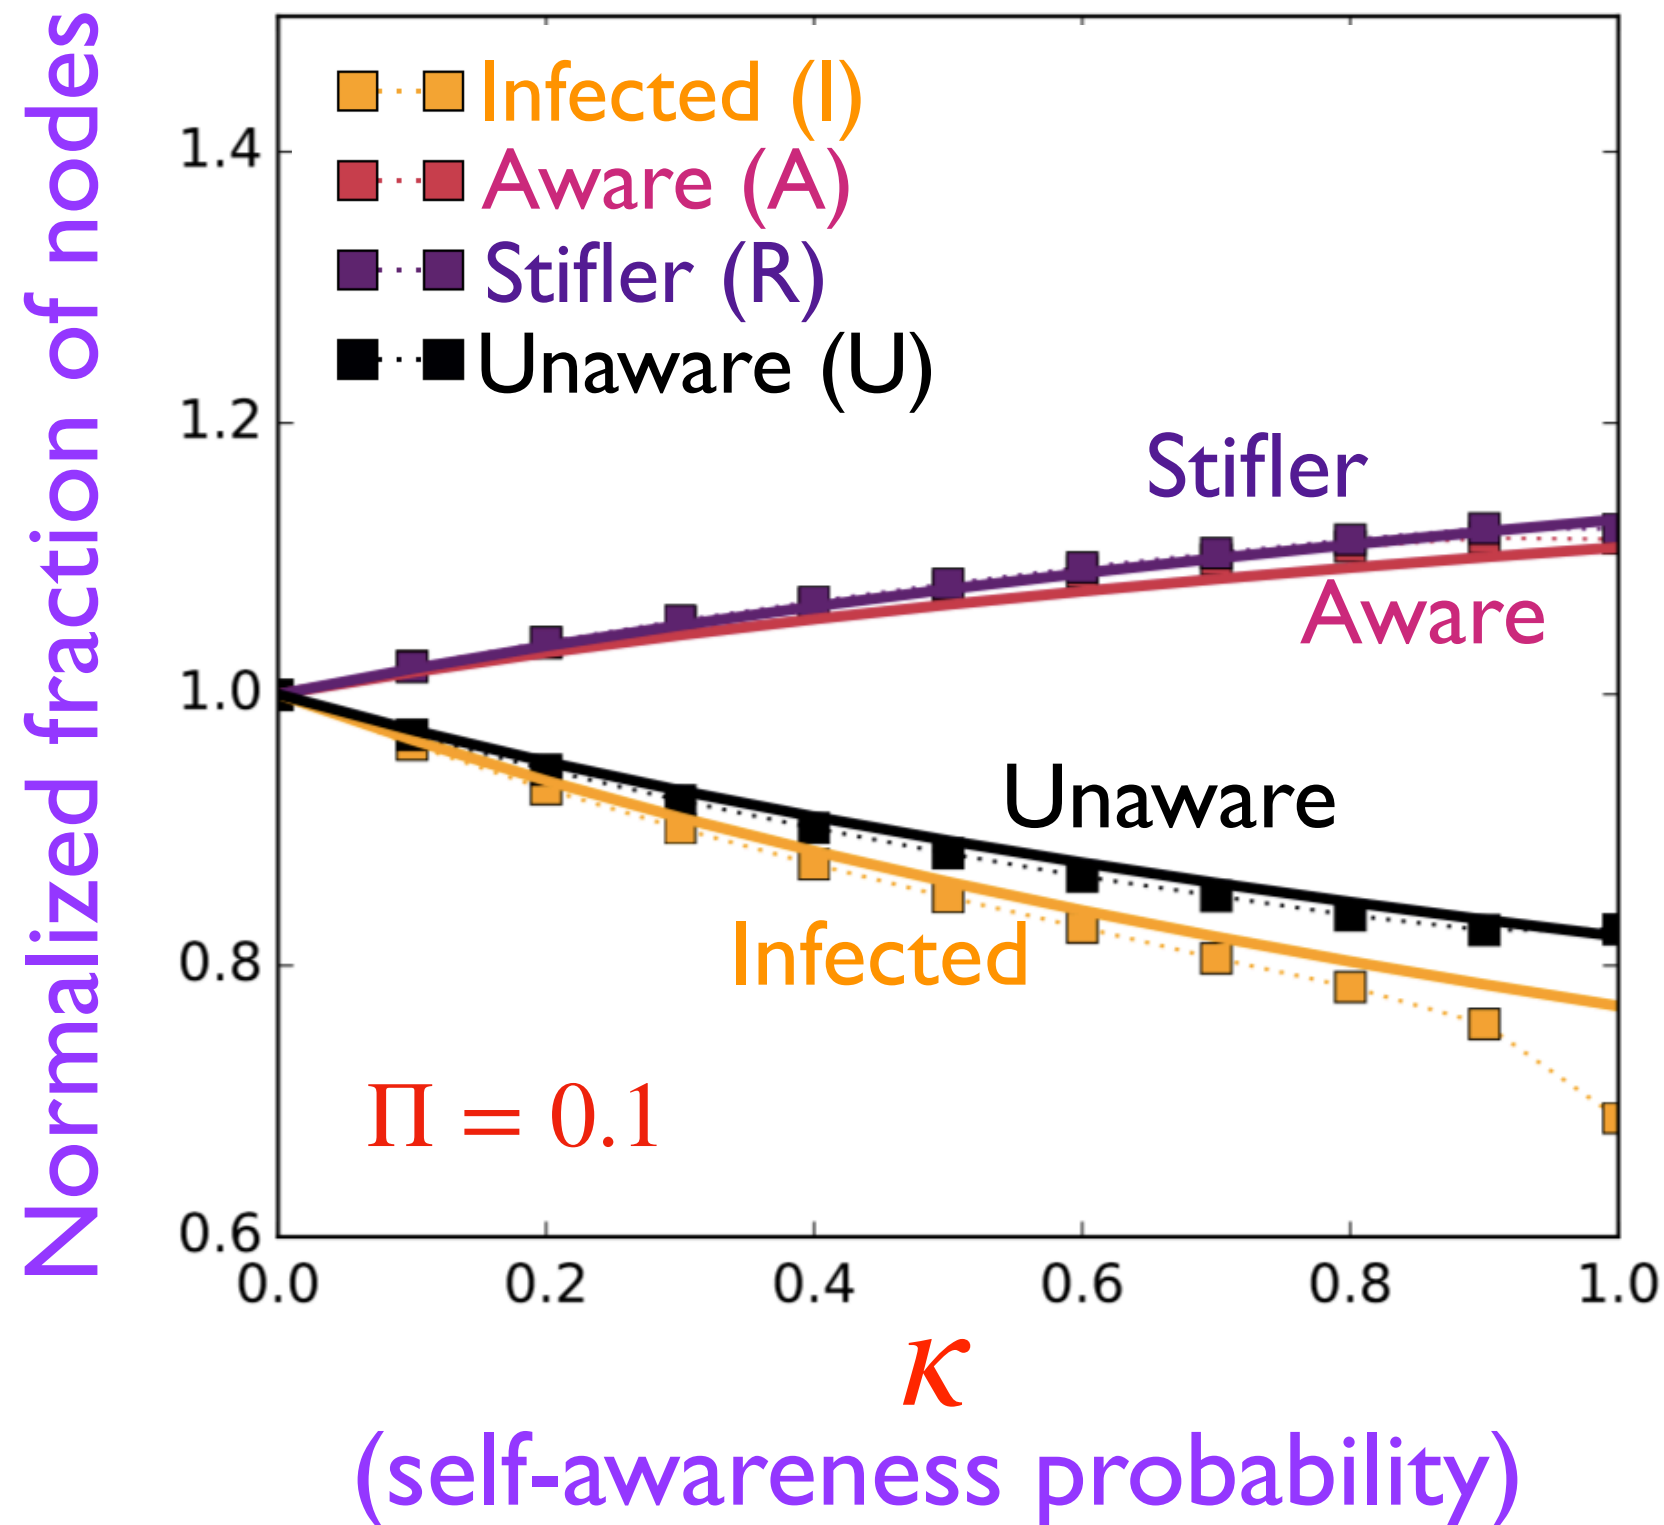 Normalized fraction of nodes
Infected (I)
Aware (A)
Stifler (R)
Unaware (U)
1.4
1.2
1.0
0.8
0.6
Stifler
Aware
Unaware
Infected
Π = 0.1
0.0 0.2 0.4 0.6 0.8 1.0
κ
(self-awareness probability)